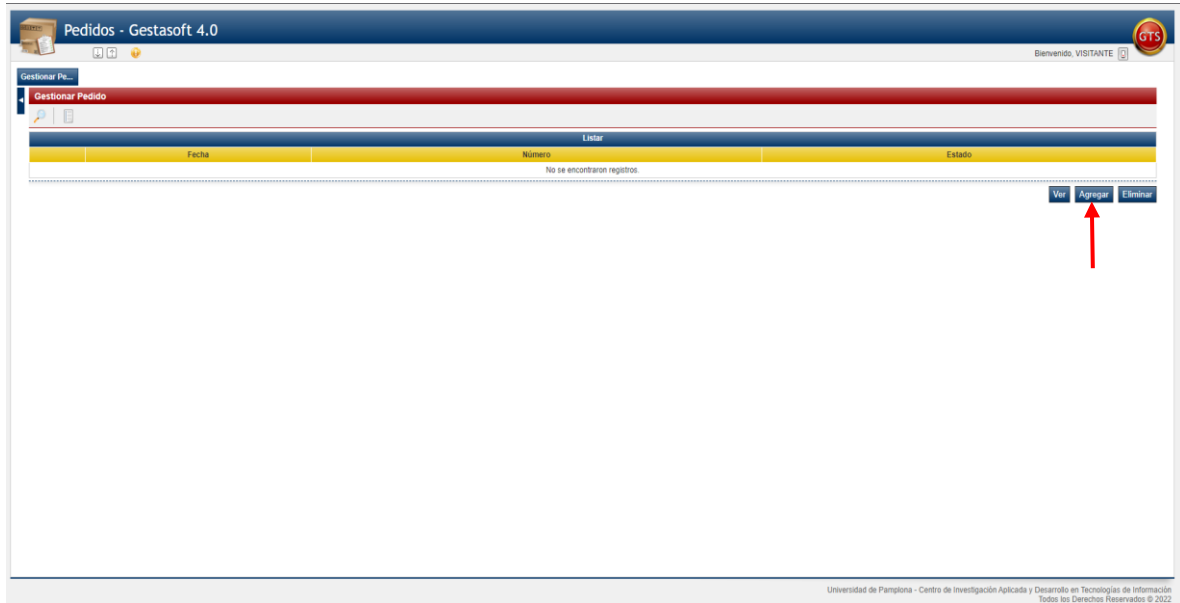 Pedidos - Gestasoft 4.0
GTS
Bienvenido, VISITANTE
Gestionar Pe...
Gestionar Pedido
Listar
Fecha Número Estado
No se encontraron registros.
Ver Agregar Eliminar
Universidad de Pamplona - Centro de Investigación Aplicada y Desarrollo en Tecnologías de Información
Todos los Derechos Reservados © 2022